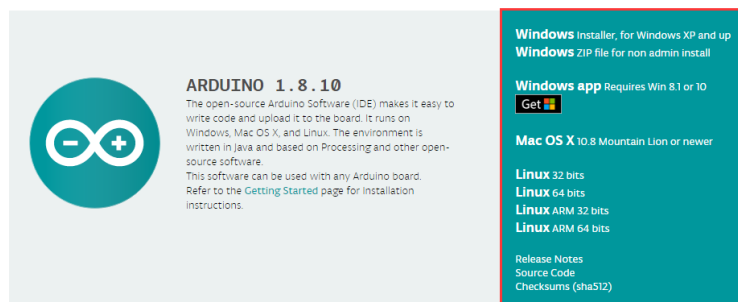 ARDUINO 1.8.10
The open-source Arduino Software (IDE) makes it easy to
write code and upload it to the board. It runs on
Windows, Mac OS X, and Linux. The environment is
written in Java and based on Processing and other open-
source software.
This software can be used with any Arduino board.
Refer to the Getting Started page for Installation
instructions.
Windows Installer, for Windows XP and up
Windows ZIP file for non admin install
Windows app Requires Win 8.1 or 10
Get
Mac OS X 10.8 Mountain Lion or newer
Linux 32 bits
Linux 64 bits
Linux ARM 32 bits
Linux ARM 64 bits
Release Notes
Source Code
Checksums (sha512)